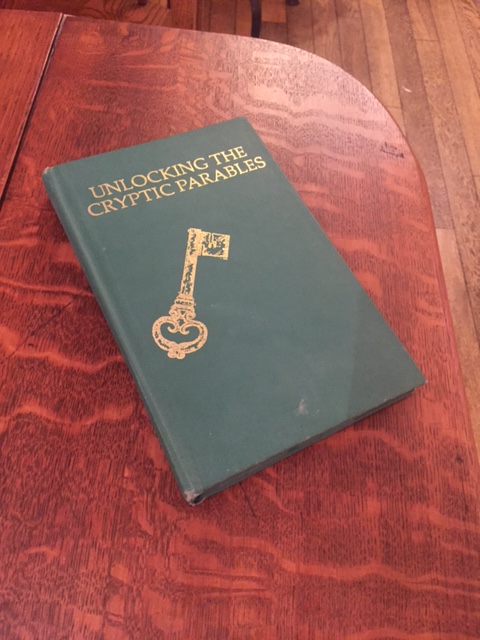 UNLOCKING THE
CRYPTIC PARABLES